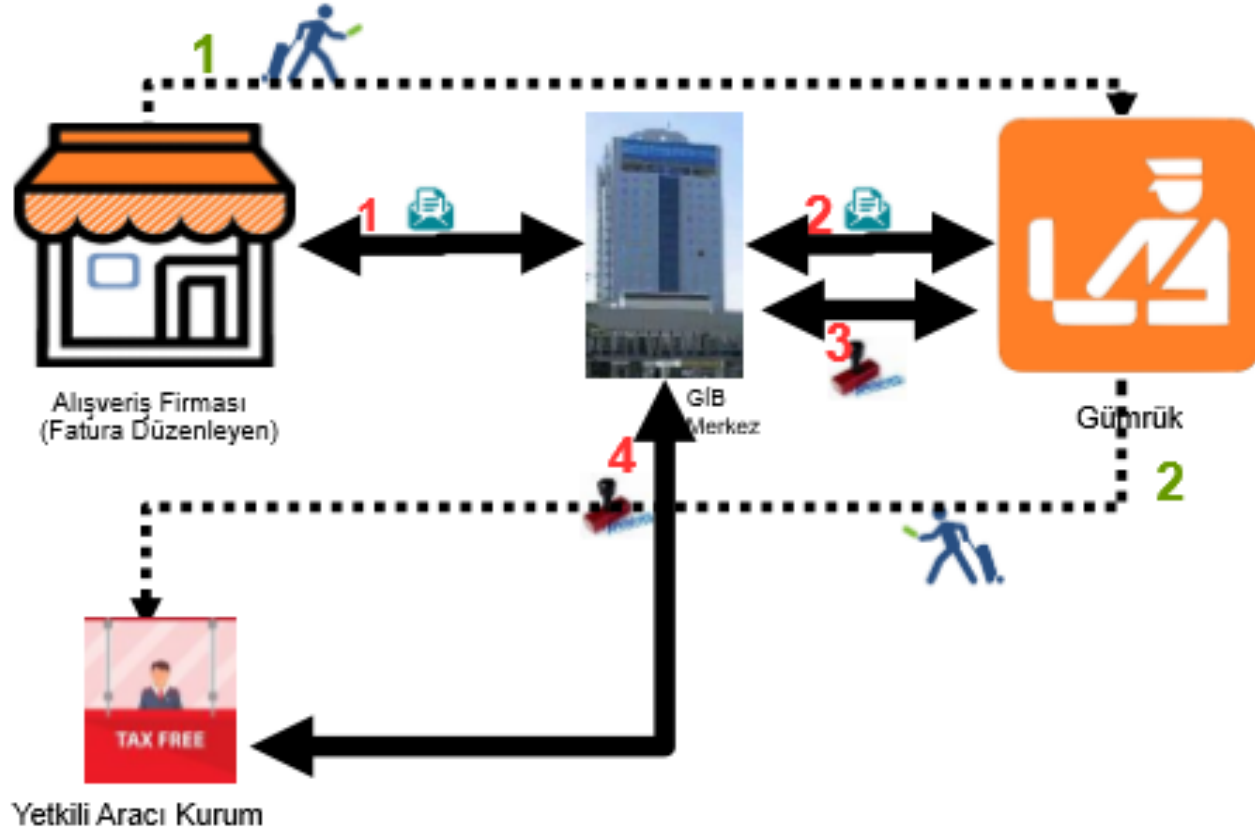 1
1
2
3
Alışveriş Firması
(Fatura Düzenleyen)
GİB
Merkez
Gümrük
4
2
TAX FREE
Yetkili Aracı Kurum